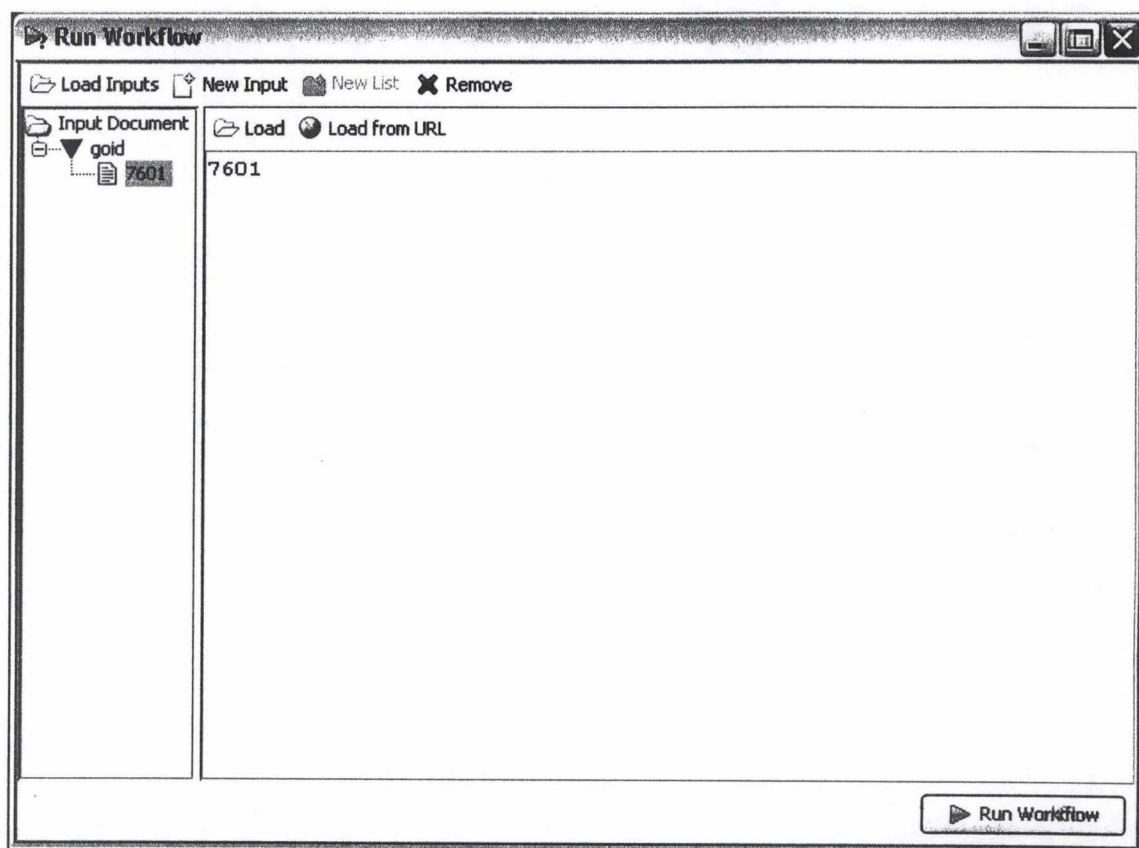 Run Workflow
Load Inputs New Input New List Remove
Input Document
goid
7601
Load Load from URL
7601
Run Workflow